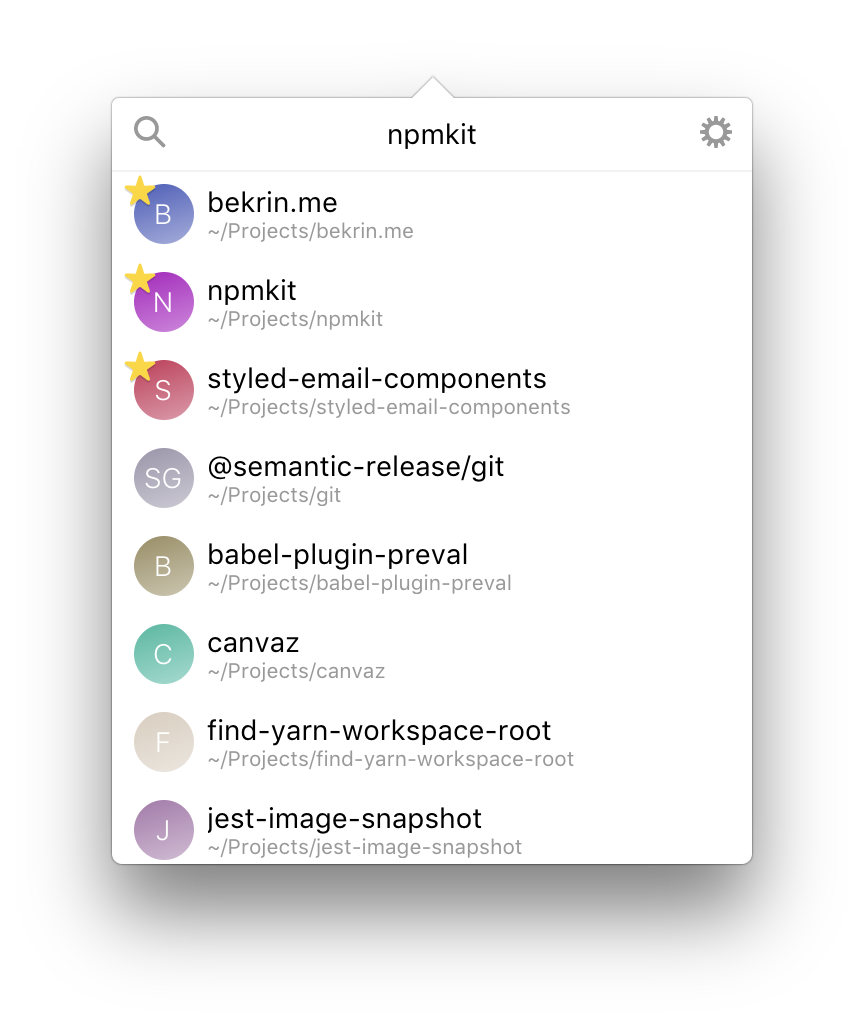 npmkit
B
bekrin.me
~/Projects/bekrin.me
N
npmkit
~/Projects/npmkit
S
styled-email-components
~/Projects/styled-email-components
SG
@semantic-release/git
~/Projects/git
B
babel-plugin-preval
~/Projects/babel-plugin-preval
C
canvaz
~/Projects/canvaz
F
find-yarn-workspace-root
~/Projects/find-yarn-workspace-root
J
jest-image-snapshot
~/Projects/jest-image-snapshot